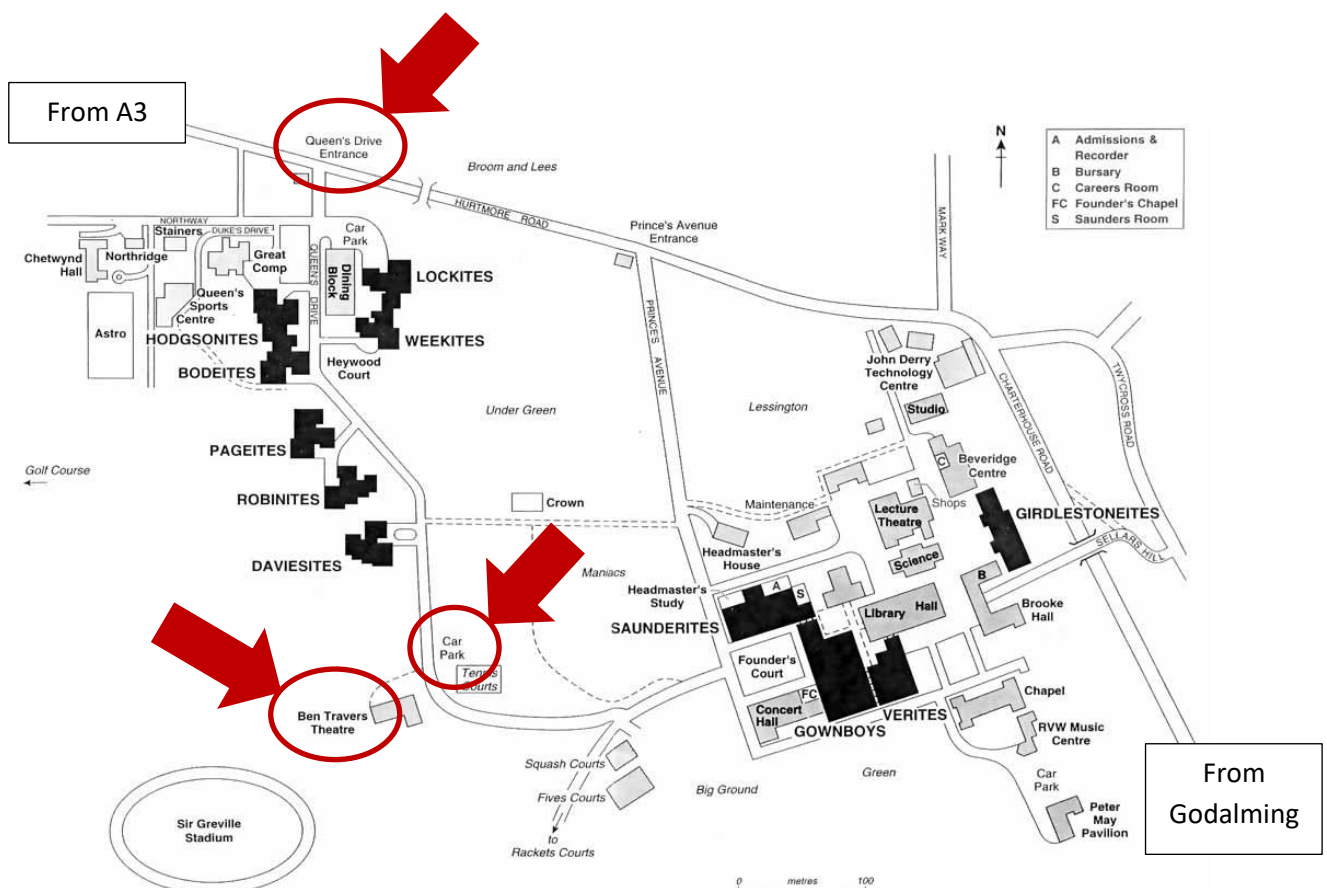 From A3
Queen's Drive
Entrance
Broom and Lees
HURTMORE ROAD
N
A Admissions &
Recorder
B Bursary
C Careers Room
FC Founder's Chapel
S Saunders Room
Prince's Avenue
Entrance
MARK WAY
NORTHWAY
Stainers
DUKE'S DRIVE
Car
Park
Chetwynd
Hall
Northridge
Great
Comp
QUEEN'S DRIVE
Dining
Block
LOCKITES
Queen's
Sports
Centre
Astro
HODGSONITES
WEEKITES
BODEITES
Heywood
Court
PRINCE'S AVENUE
John Derry
Technology
Centre
CHARTERHOUSE ROAD
TWYCROSS ROAD
Under Green
Lessington
Studio
PAGEITES
Golf Course
C
Beveridge
Centre
ROBINITES
Crown
Maintenance
Shops
Lecture
Theatre
GIRDLESTONEITES
DAVIESITES
Headmaster's
House
Science
SELLARS HILL
Maniacs
Headmaster's
Study
A
S
B
SAUNDERITES
Library
Hall
Brooke
Hall
Car
Park
Tennis
Courts
Founder's
Court
FC
Concert
Hall
Chapel
Ben Travers
Theatre
VERITES
GOWNBOYS
RVW Music
Centre
Squash Courts
Green
Big Ground
Fives Courts
Car
Park
From
Godalming
Peter
May
Pavilion
Sir Greville
Stadium
to
Rackets Courts
0 metres 100